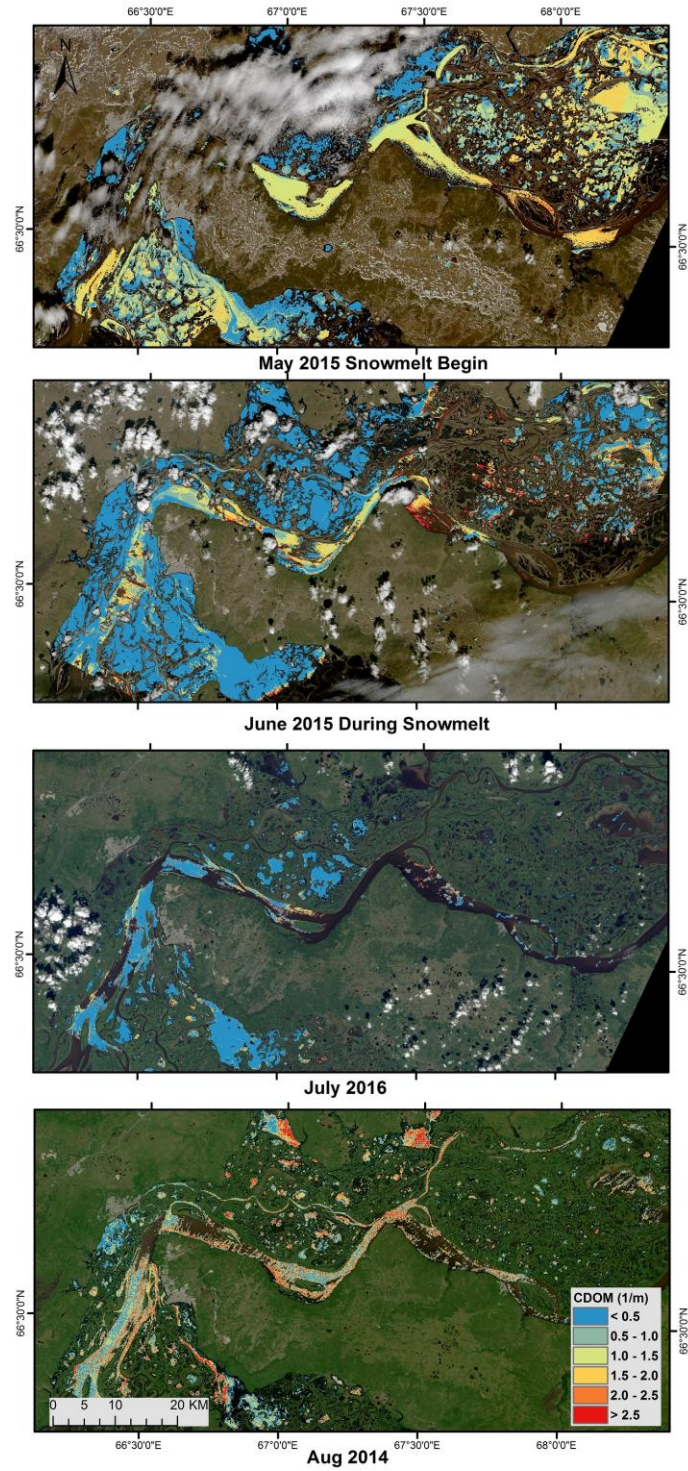 66°30'0"E 67°0'0"E 67°30'0"E 68°0'0"E
N
66°30'0"N 66°30'0"N
May 2015 Snowmelt Begin
66°30'0"N 66°30'0"N
June 2015 During Snowmelt
66°30'0"N 66°30'0"N
July 2016
66°30'0"N 66°30'0"N
CDOM (1/m)
< 0.5
0.5 - 1.0
1.0 - 1.5
1.5 - 2.0
2.0 - 2.5
> 2.5
0 5 10 20 KM
66°30'0"E 67°0'0"E 67°30'0"E 68°0'0"E
Aug 2014